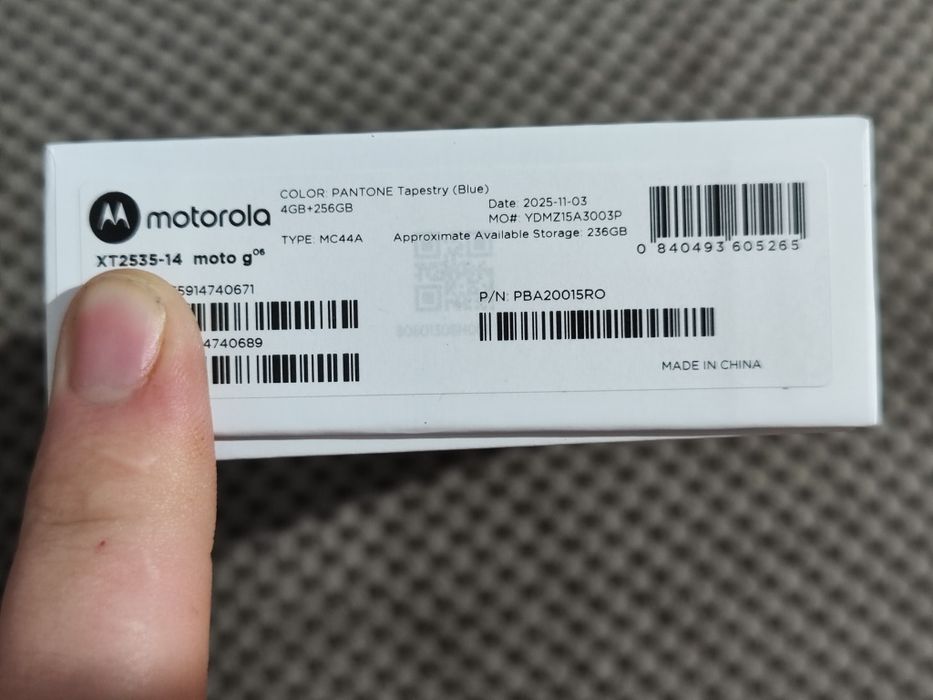 motorola
COLOR: PANTONE Tapestry (Blue)
4GB+256GB
Date: 2025-11-03
MO#: YDMZ15A3003P
TYPE: MC44A
Approximate Available Storage: 236GB
0 840493 605265
XT2535-14 moto g06
5914740671
P/N: PBA20015RO
4740689
MADE IN CHINA